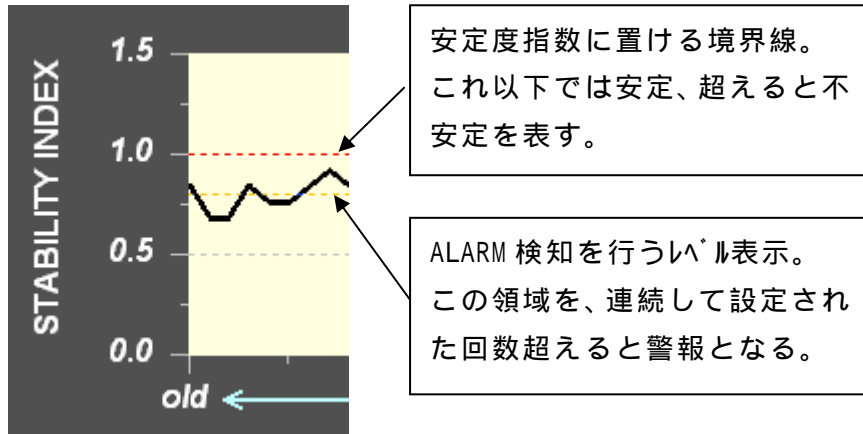 1.5
1.0
0.5
0.0
STABILITY INDEX
old
安定度指数に置ける境界線。
これ以下では安定、超えると不
安定を表す。
ALARM 検知を行うﾚﾍﾞﾙ表示。
この領域を、連続して設定され
た回数超えると警報となる。